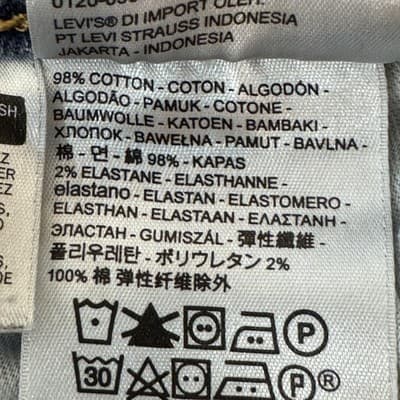 LEVI'S® DI IMPORT OLEH:
PT LEVI STRAUSS INDONESIA
JAKARTA - INDONESIA
98% COTTON - COTON - ALGODÓN -
ALGODÃO - PAMUK - COTONE -
BAUMWOLLE - KATOEN - BAMBAKI -
ХЛОПОК - BAWEŁNA - PAMUT - BAVLNA -
棉 - 면 - 綿 98% - KAPAS
2% ELASTANE - ELASTHANNE -
elastano - ELASTAN - ELASTOMERO -
ELASTHAN - ELASTAAN - ΕΛΑΣΤΑΝΗ -
ЭЛАСТАН - GUMISZÁL - 彈性纖維 -
폴리우레탄 - ポリウレタン 2%
100% 棉 弹性纤维除外
P
30 P ®